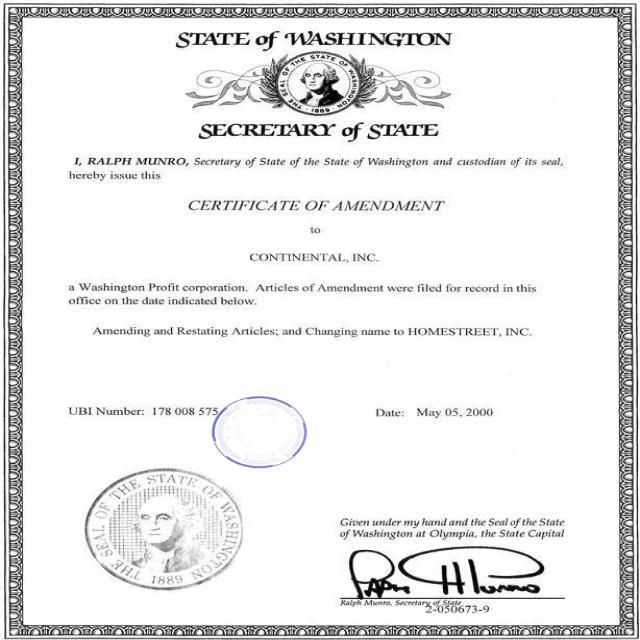 STATE of WASHINGTON
THE SEAL OF THE STATE OF WASHINGTON
1889
SECRETARY of STATE
I, RALPH MUNRO, Secretary of State of the State of Washington and custodian of its seal,
hereby issue this
CERTIFICATE OF AMENDMENT
to
CONTINENTAL, INC.
a Washington Profit corporation. Articles of Amendment were filed for record in this
office on the date indicated below.
Amending and Restating Articles; and Changing name to HOMESTREET, INC.
UBI Number: 178 008 575
Date: May 05, 2000
THE SEAL OF THE STATE OF WASHINGTON
1889
Given under my hand and the Seal of the State
of Washington at Olympia, the State Capital
Ralph Munro
Ralph Munro, Secretary of State
2-050673-9